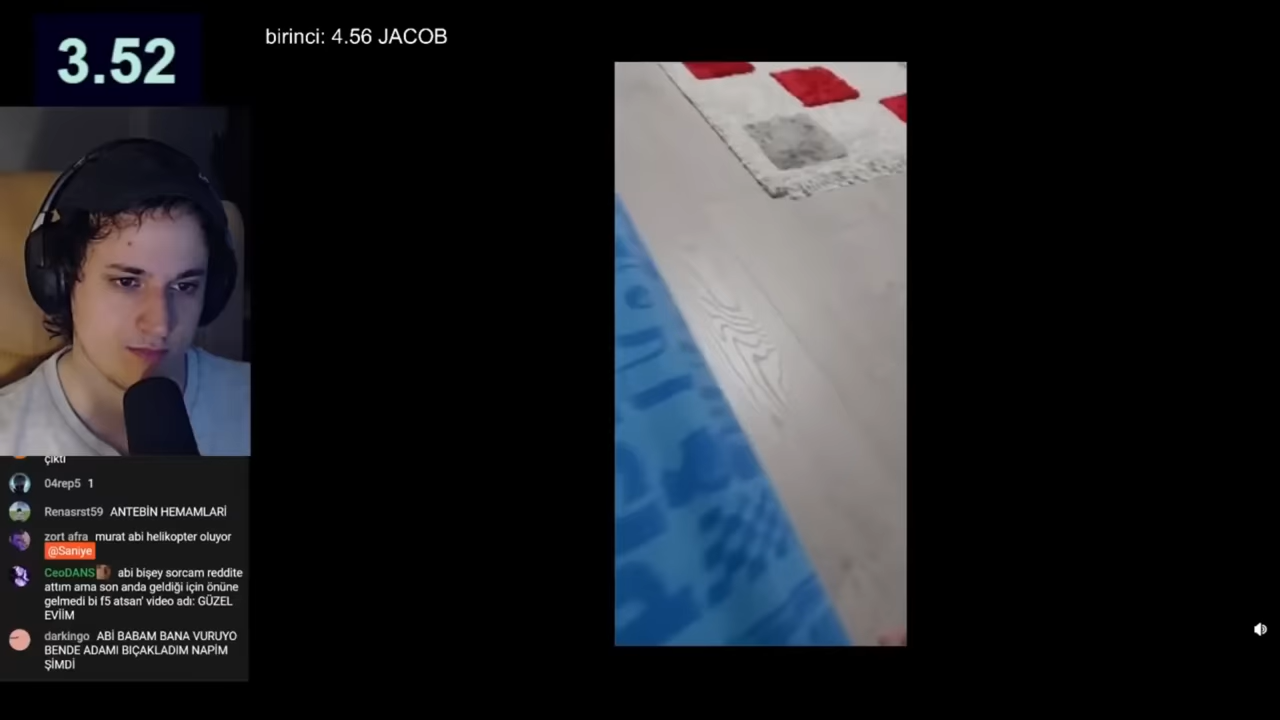 3.52
birinci: 4.56 JACOB
çıktı
04rep5 1
Renasrst59 ANTEBİN HEMAMLARİ
zort afra murat abi helikopter oluyor
@Saniye
CeoDANS abi bişey sorcam reddite
attım ama son anda geldiği için önüne
gelmedi bi f5 atsan' video adı: GÜZEL
EVİİM
darkingo ABİ BABAM BANA VURUYO
BENDE ADAMI BIÇAKLADIM NAPİM
ŞİMDİ